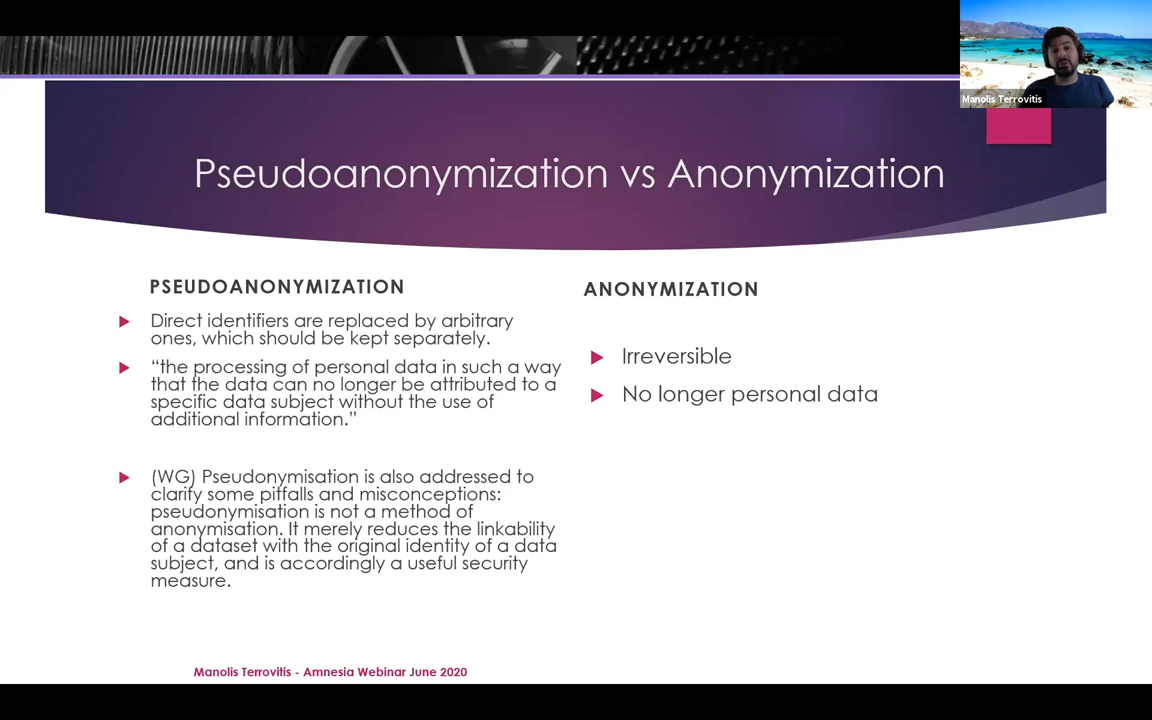 Manolis Terrovitis
Pseudoanonymization vs Anonymization
PSEUDOANONYMIZATION
Direct identifiers are replaced by arbitrary
ones, which should be kept separately.
“the processing of personal data in such a way
that the data can no longer be attributed to a
specific data subject without the use of
additional information.”
(WG) Pseudonymisation is also addressed to
clarify some pitfalls and misconceptions:
pseudonymisation is not a method of
anonymisation. It merely reduces the linkability
of a dataset with the original identity of a data
subject, and is accordingly a useful security
measure.
ANONYMIZATION
Irreversible
No longer personal data
Manolis Terrovitis - Amnesia Webinar June 2020